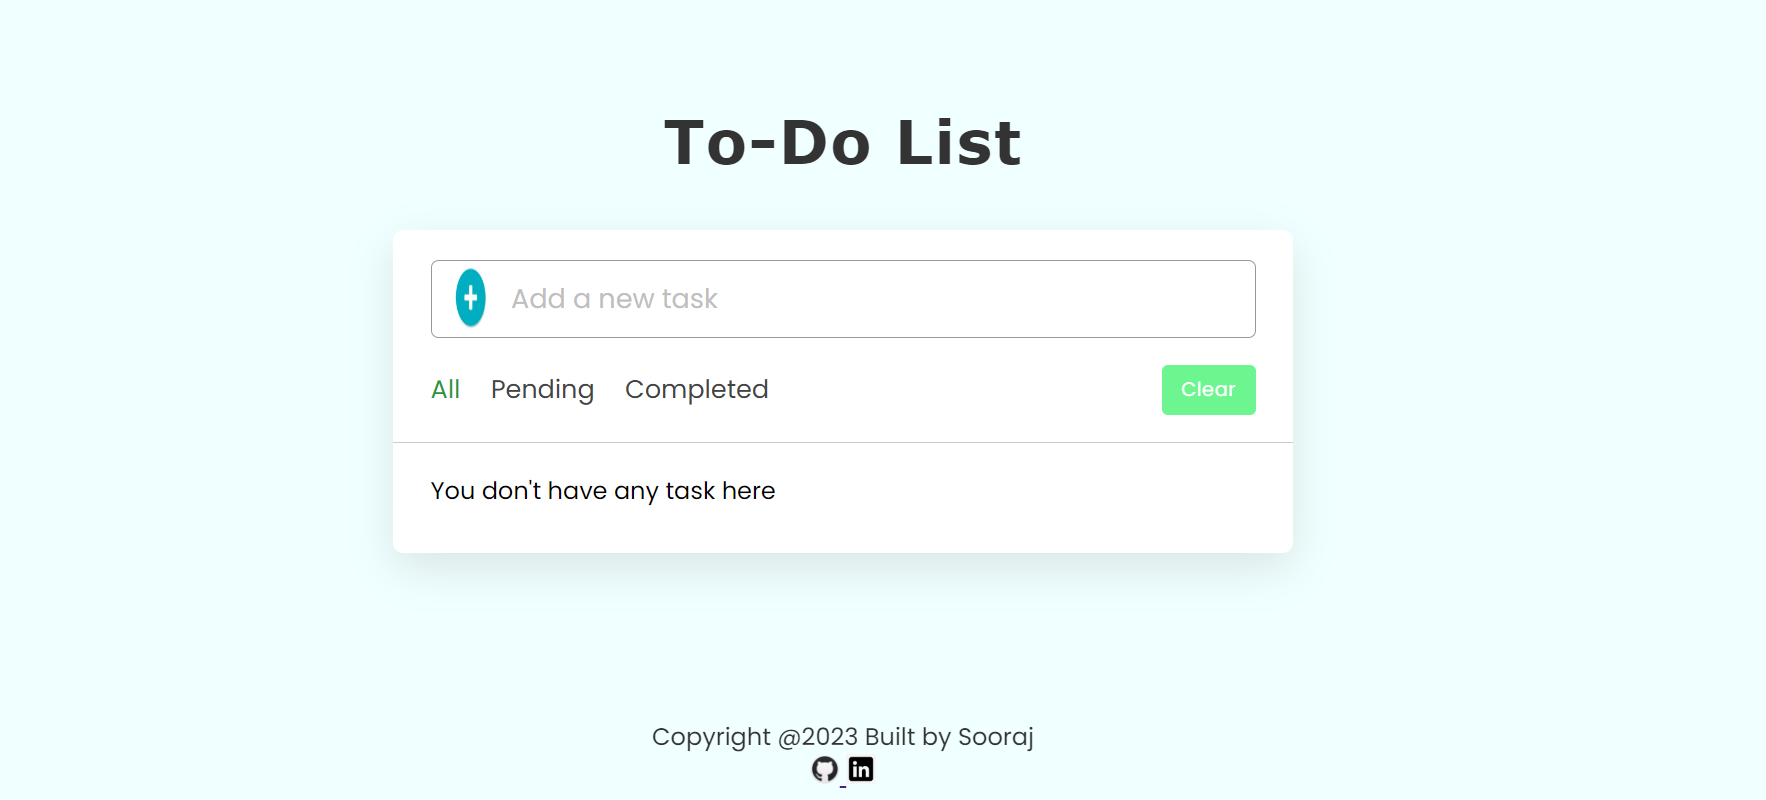 To-Do List
Add a new task
All Pending Completed Clear
You don't have any task here
Copyright @2023 Built by Sooraj
in